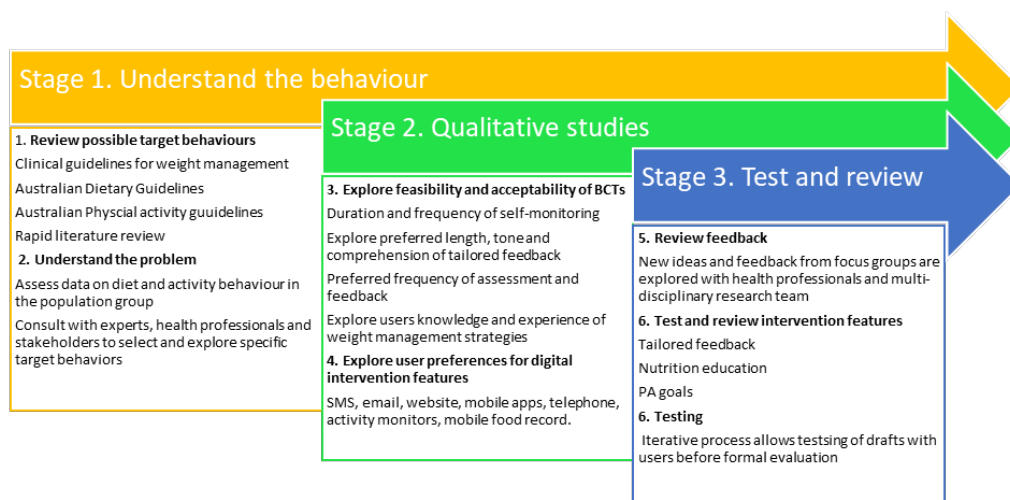 Stage 1. Understand the behaviour
1. Review possible target behaviours
Clinical guidelines for weight management
Australian Dietary Guidelines
Australian Physcial activity guuidelines
Rapid literature review
2. Understand the problem
Assess data on diet and activity behaviour in
the population group
Consult with experts, health professionals and
stakeholders to select and explore specific
target behaviors
Stage 2. Qualitative studies
3. Explore feasibility and acceptability of BCTs
Duration and frequency of self-monitoring
Explore preferred length, tone and
comprehension of tailored feedback
Preferred frequency of assessment and
feedback
Explore users knowledge and experience of
weight management strategies
4. Explore user preferences for digital
intervention features
SMS, email, website, mobile apps, telephone,
activity monitors, mobile food record.
Stage 3. Test and review
5. Review feedback
New ideas and feedback from focus groups are
explored with health professionals and multi-
disciplinary research team
6. Test and review intervention features
Tailored feedback
Nutrition education
PA goals
6. Testing
Iterative process allows testsing of drafts with
users before formal evaluation